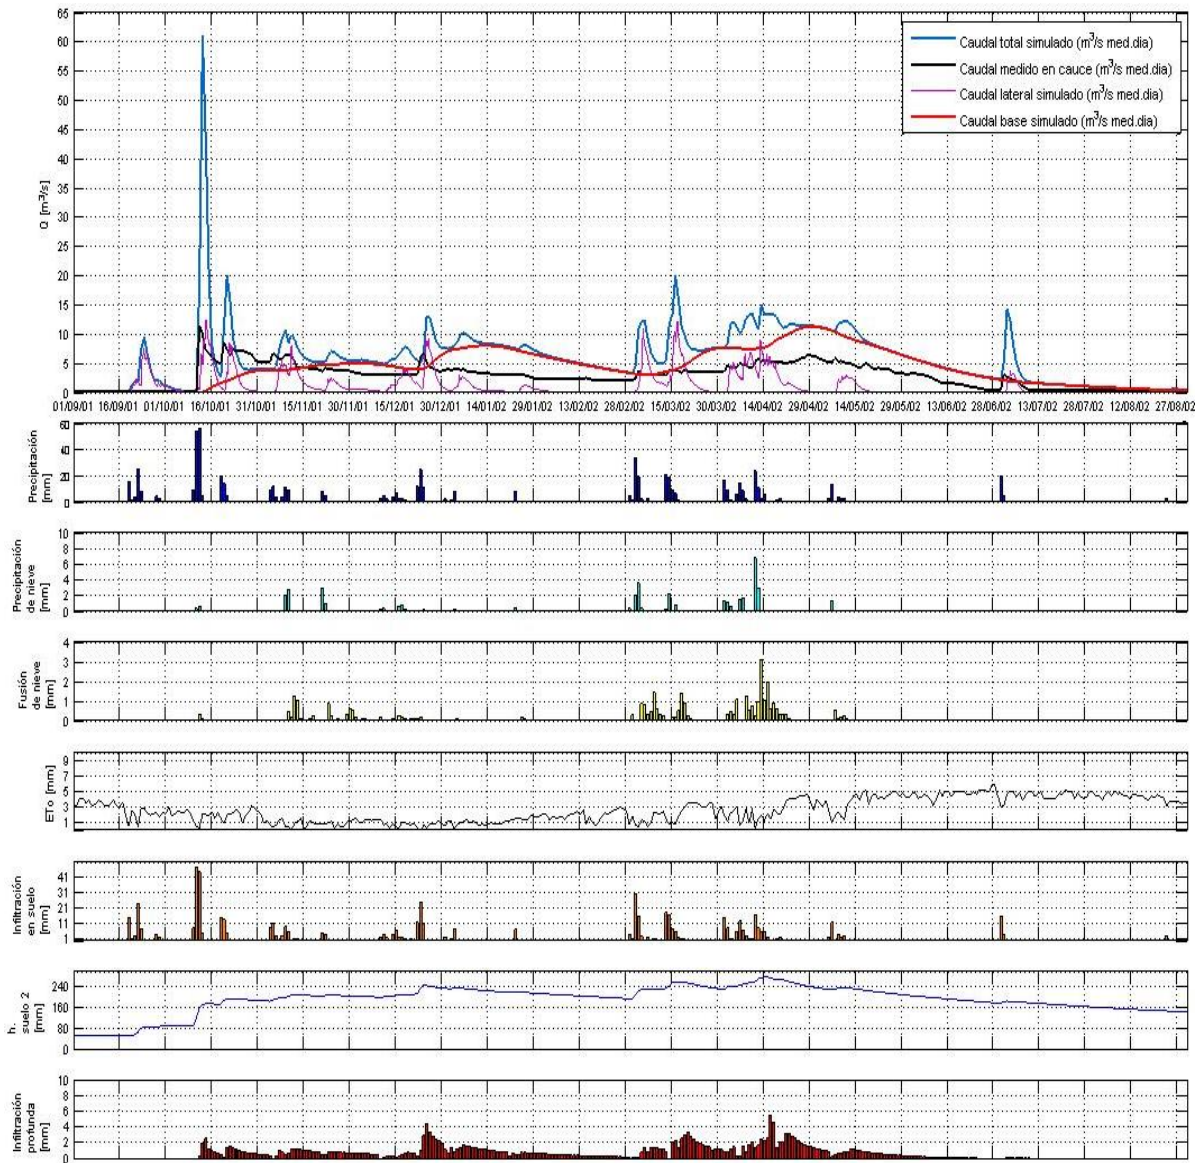 65
60
55
50
45
40
35
30
25
20
15
10
5
0
Q [m³/s]
Caudal total simulado (m³/s med.dia)
Caudal medido en cauce (m³/s med.dia)
Caudal lateral simulado (m³/s med.dia)
Caudal base simulado (m³/s med.dia)
01/09/01 16/09/01 01/10/01 16/10/01 31/10/01 15/11/01 30/11/01 15/12/01 30/12/01 14/01/02 29/01/02 13/02/02 28/02/02 15/03/02 30/03/02 14/04/02 29/04/02 14/05/02 29/05/02 13/06/02 28/06/02 13/07/02 28/07/02 12/08/02 27/08/02
Precipitación
[mm]
60
40
20
0
Precipitación
de nieve
[mm]
10
8
6
4
2
0
Fusión
de nieve
[mm]
4
3
2
1
0
ETo [mm]
9
7
5
3
1
Infiltración
en suelo
[mm]
41
31
21
11
1
h.
suelo 2
[mm]
240
160
80
0
Infiltración
profunda
[mm]
10
8
6
4
2
0